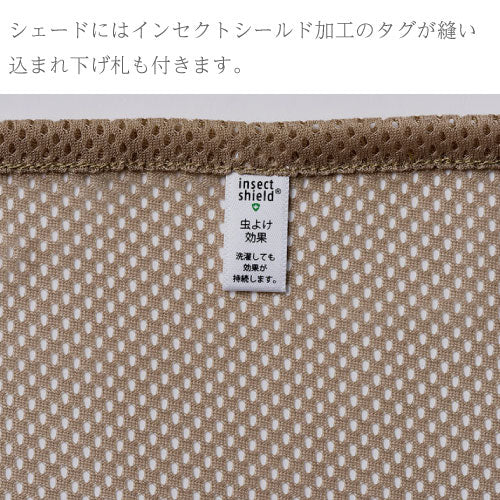 シェードにはインセクトシールド加工のタグが縫い
込まれ下げ札も付きます。
insect
shield®
虫よけ
効果
洗濯しても
効果が
持続します。